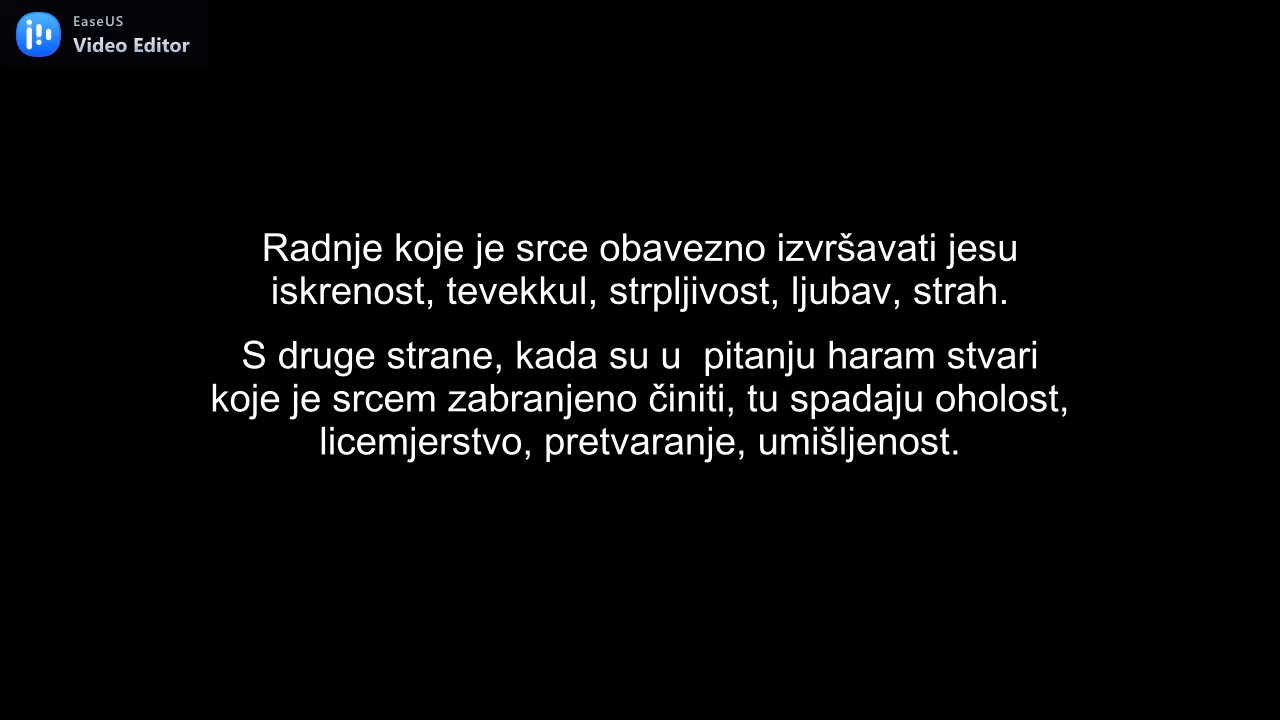 EaseUS
Video Editor
Radnje koje je srce obavezno izvršavati jesu
iskrenost, tevekkul, strpljivost, ljubav, strah.
S druge strane, kada su u  pitanju haram stvari
koje je srcem zabranjeno činiti, tu spadaju oholost,
licemjerstvo, pretvaranje, umišljenost.